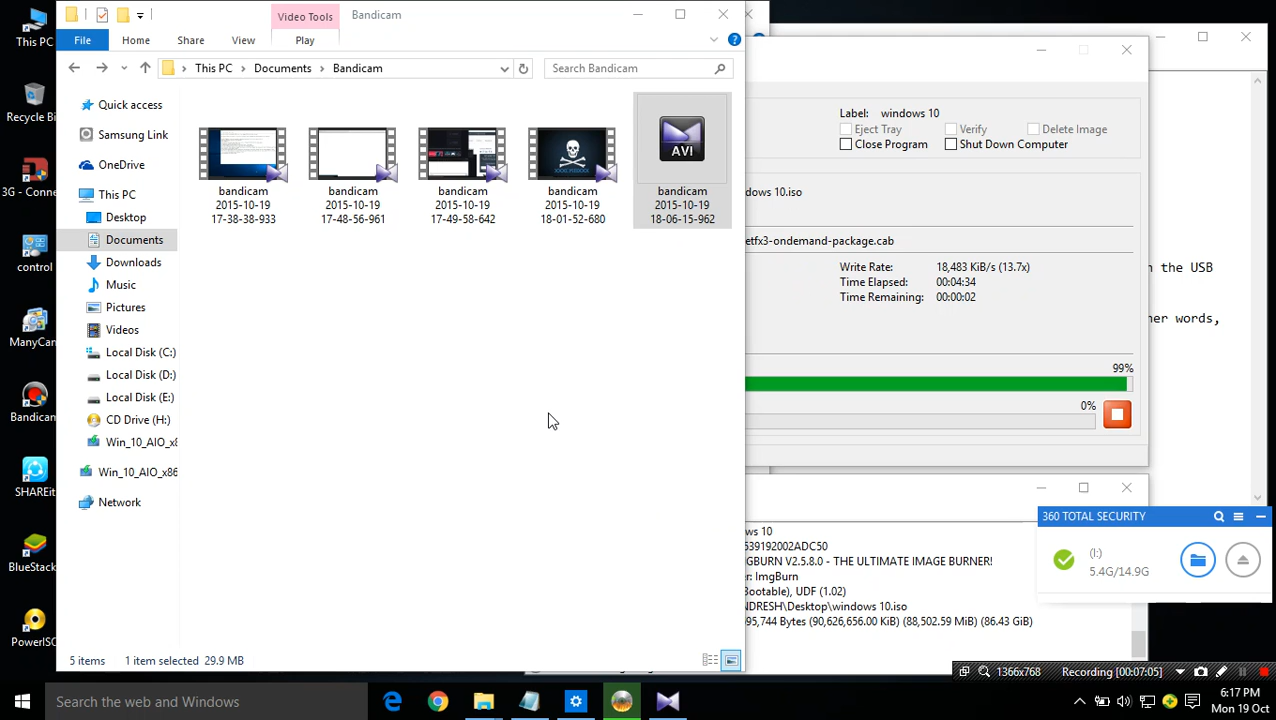 This PC
Recycle Bi
3G - Conne
control
ManyCan
Bandicam
SHAREit
BlueStack
PowerISC
Video Tools
Bandicam
File
Home
Share
View
Play
This PC
Documents
Bandicam
Search Bandicam
Quick access
Samsung Link
OneDrive
This PC
Desktop
Documents
Downloads
Music
Pictures
Videos
Local Disk (C:)
Local Disk (D:)
Local Disk (E:)
CD Drive (H:)
Win_10_AIO_x8
Win_10_AIO_x86
Network
bandicam
2015-10-19
17-38-38-933
bandicam
2015-10-19
17-48-56-961
bandicam
2015-10-19
17-49-58-642
bandicam
2015-10-19
18-01-52-680
AVI
bandicam
2015-10-19
18-06-15-962
5 items
1 item selected 29.9 MB
Label: windows 10
Eject Tray
Verify
Delete Image
Close Program
Shut Down Computer
dows 10.iso
etfx3-ondemand-package.cab
Write Rate: 18,483 KiB/s (13.7x)
Time Elapsed: 00:04:34
Time Remaining: 00:00:02
99%
0%
n the USB
her words,
ws 10
539192002ADC50
GBURN V2.5.8.0 - THE ULTIMATE IMAGE BURNER!
er: ImgBurn
Bootable), UDF (1.02)
NDRESH\Desktop\windows 10.iso
95,744 Bytes (90,626,656.00 KiB) (88,502.59 MiB) (86.43 GiB)
360 TOTAL SECURITY
(I:)
5.4G/14.9G
1366x768
Recording [00:07:05]
Search the web and Windows
6:17 PM
Mon 19 Oct